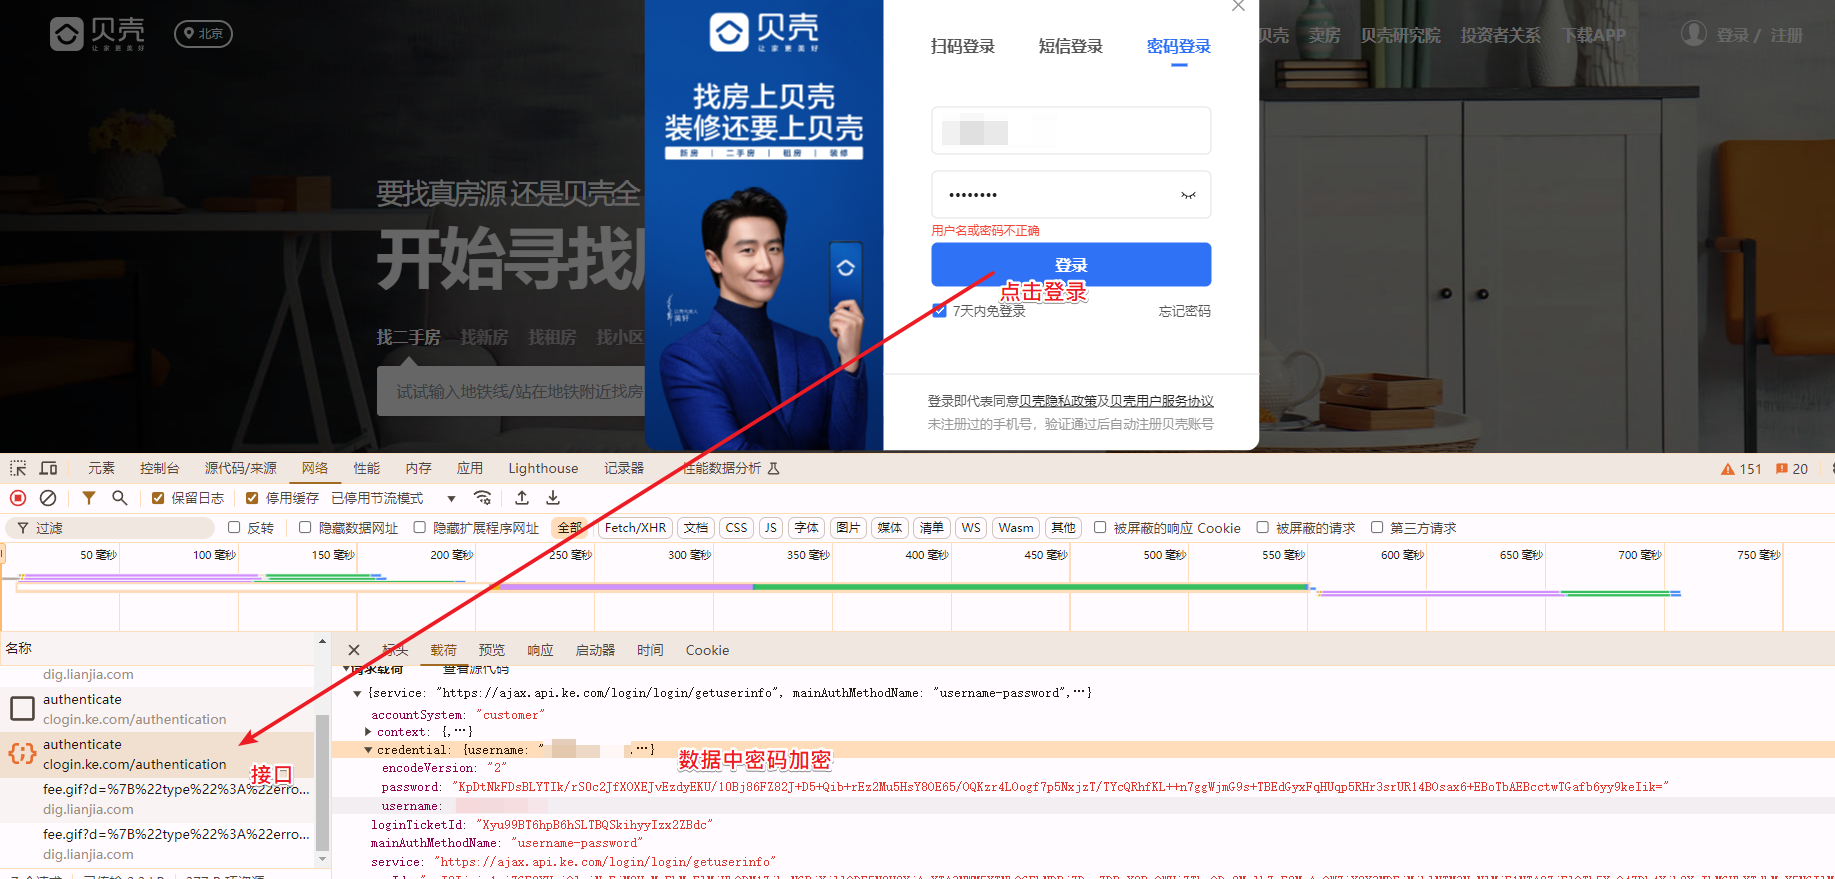 贝壳
让家更美好
北京
贝壳 卖房 贝壳研究院 投资者关系 下载APP
登录 / 注册
要找真房源 还是贝壳全
开始寻找
找二手房 找新房 找租房 找小区
试试输入地铁线/站在地铁附近找房
贝壳
让家更美好
找房上贝壳
装修还要上贝壳
新房 | 二手房 | 租房 | 装修
扫码登录 短信登录 密码登录
••••••••
用户名或密码不正确
登录
点击登录
7天内免登录 忘记密码
登录即代表同意贝壳隐私政策及贝壳用户服务协议
未注册过的手机号，验证通过后自动注册贝壳账号
元素 控制台 源代码/来源 网络 性能 内存 应用 Lighthouse 记录器 性能数据分析
151 20
保留日志 停用缓存 已停用节流模式
过滤 反转 隐藏数据网址 隐藏扩展程序网址 全部 Fetch/XHR 文档 CSS JS 字体 图片 媒体 清单 WS Wasm 其他 被屏蔽的响应 Cookie 被屏蔽的请求 第三方请求
50 毫秒 100 毫秒 150 毫秒 200 毫秒 250 毫秒 300 毫秒 350 毫秒 400 毫秒 450 毫秒 500 毫秒 550 毫秒 600 毫秒 650 毫秒 700 毫秒 750 毫秒
名称
dig.lianjia.com
authenticate
clogin.ke.com/authentication
authenticate
clogin.ke.com/authentication
接口
fee.gif?d=%7B%22type%22%3A%22erro...
dig.lianjia.com
fee.gif?d=%7B%22type%22%3A%22erro...
dig.lianjia.com
标头 载荷 预览 响应 启动器 时间 Cookie
请求载荷 查看源代码
{service: "https://ajax.api.ke.com/login/login/getuserinfo", mainAuthMethodName: "username-password",…}
accountSystem: "customer"
context: {,…}
credential: {username: " ,…}
数据中密码加密
encodeVersion: "2"
password: "KpDtNkFDsBLYTIk/rS0c2JfXOXEJvEzdyEKU/10Bj86FZ82J+D5+Qib+rEz2Mu5HsY8OE65/OQKzr4LOogf7p5NxjzT/TYcQRhfKL++n7ggWjmG9s+TBEdGyxFqHUqp5RHr3srUR14BOsax6+EBoTbAEBcctwTGafb6yy9keIik="
username:
loginTicketId: "Xyu99BT6hpB6hSLTBQSkihyyIzx2ZBdc"
mainAuthMethodName: "username-password"
service: "https://ajax.api.ke.com/login/login/getuserinfo"